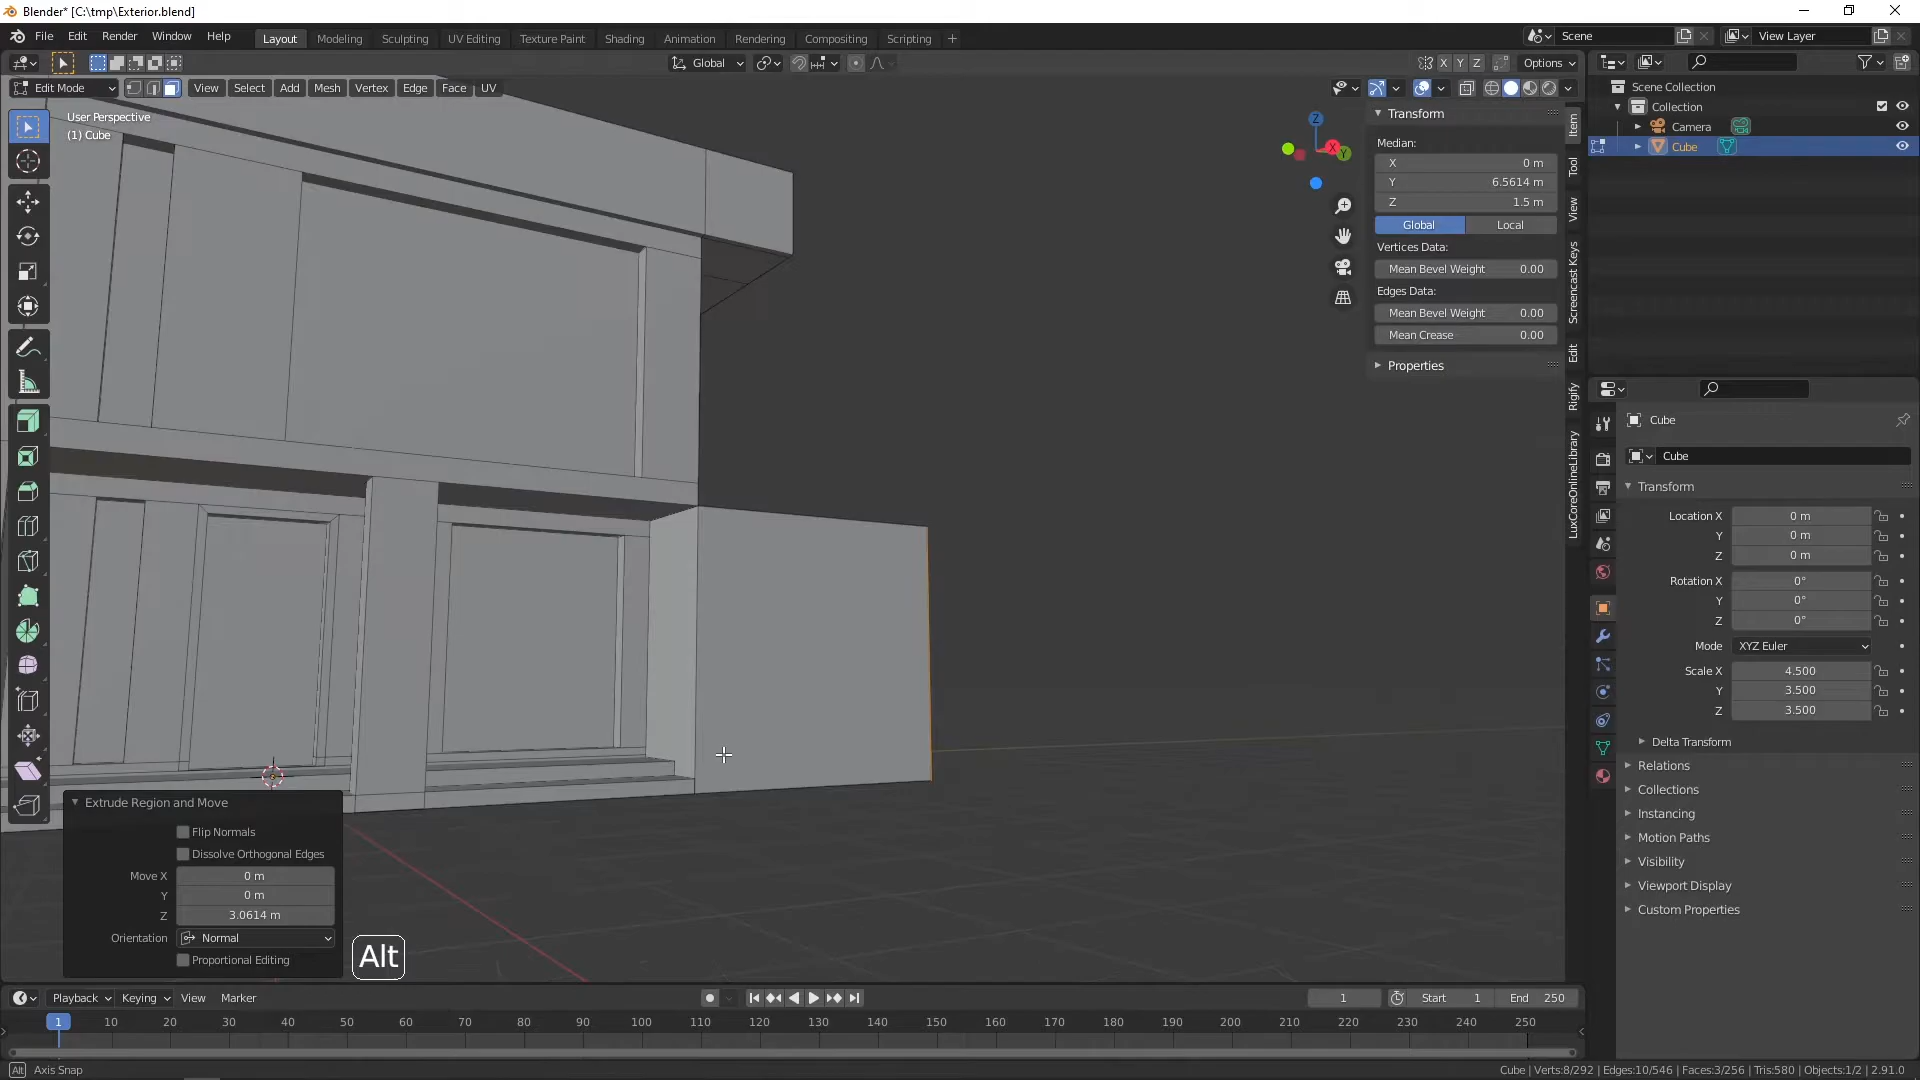 Blender* [C:\tmp\Exterior.blend]
File Edit Render Window Help
Layout Modeling Sculpting UV Editing Texture Paint Shading Animation Rendering Compositing Scripting +
Scene
View Layer
Global
X Y Z
Options
Edit Mode
View Select Add Mesh Vertex Edge Face UV
User Perspective
(1) Cube
Z
X
Y
Transform
Median:
X 0 m
Y 6.5614 m
Z 1.5 m
Global Local
Vertices Data:
Mean Bevel Weight 0.00
Edges Data:
Mean Bevel Weight 0.00
Mean Crease 0.00
Properties
Item
Tool
View
Screencast Keys
Edit
Rigify
LuxCoreOnlineLibrary
Scene Collection
Collection
Camera
Cube
Cube
Cube
Transform
Location X 0 m
Y 0 m
Z 0 m
Rotation X 0°
Y 0°
Z 0°
Mode XYZ Euler
Scale X 4.500
Y 3.500
Z 3.500
Delta Transform
Relations
Collections
Instancing
Motion Paths
Visibility
Viewport Display
Custom Properties
Extrude Region and Move
Flip Normals
Dissolve Orthogonal Edges
Move X 0 m
Y 0 m
Z 3.0614 m
Orientation Normal
Proportional Editing
Alt
Playback Keying View Marker
1 Start 1 End 250
1 10 20 30 40 50 60 70 80 90 100 110 120 130 140 150 160 170 180 190 200 210 220 230 240 250
Alt Axis Snap
Cube | Verts:8/292 | Edges:10/546 | Faces:3/256 | Tris:580 | Objects:1/2 | 2.91.0